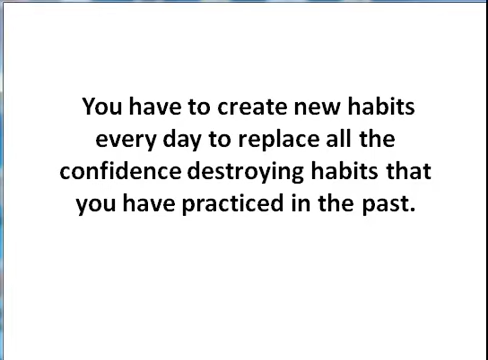 You have to create new habits
every day to replace all the
confidence destroying habits that
you have practiced in the past.